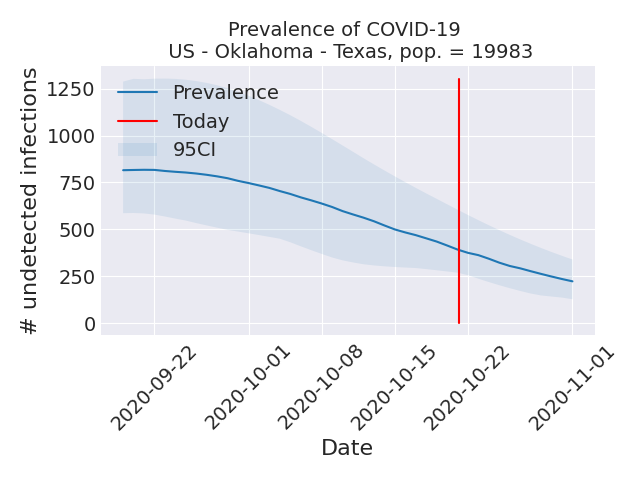 Prevalence of COVID-19
US - Oklahoma - Texas, pop. = 19983
# undetected infections
1250
1000
750
500
250
0
Prevalence
Today
95CI
2020-09-22
2020-10-01
2020-10-08
2020-10-15
2020-10-22
2020-11-01
Date